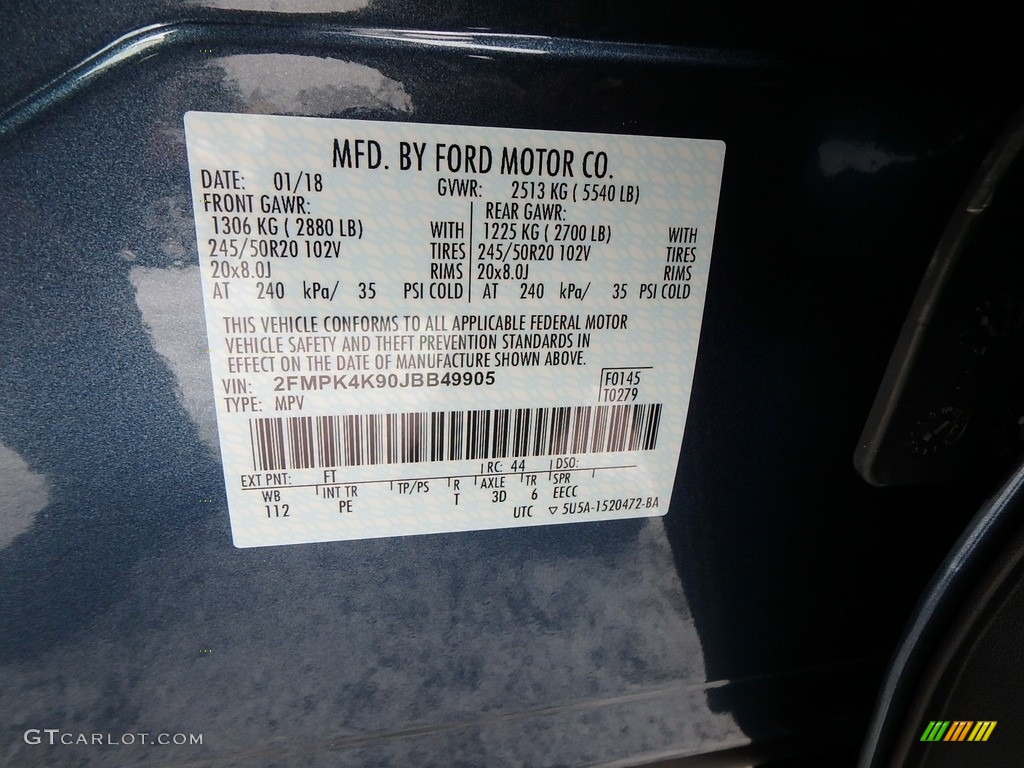 MFD. BY FORD MOTOR CO.
DATE: 01/18 GVWR: 2513 KG ( 5540 LB)
FRONT GAWR: REAR GAWR:
1306 KG ( 2880 LB) WITH 1225 KG ( 2700 LB) WITH
245/50R20 102V TIRES 245/50R20 102V TIRES
20x8.0J RIMS 20x8.0J RIMS
AT 240 kPa/ 35 PSI COLD AT 240 kPa/ 35 PSI COLD
THIS VEHICLE CONFORMS TO ALL APPLICABLE FEDERAL MOTOR
VEHICLE SAFETY AND THEFT PREVENTION STANDARDS IN
EFFECT ON THE DATE OF MANUFACTURE SHOWN ABOVE.
VIN: 2FMPK4K90JBB49905 F0145
TYPE: MPV T0279
EXT PNT: FT RC: 44 DSO:
WB INT TR TP/PS R AXLE TR SPR
112 PE T 3D 6 EECC
UTC ▽ 5U5A-1520472-BA
GTCARLOT.COM